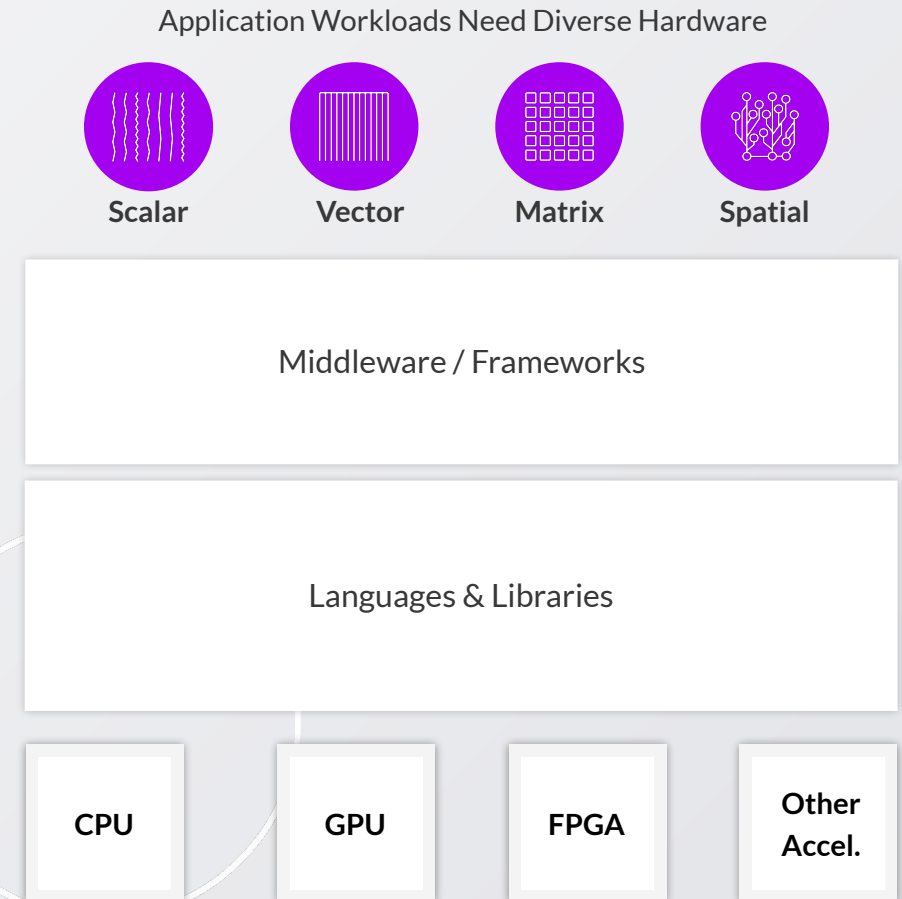 Application Workloads Need Diverse Hardware
Scalar
Vector
Matrix
Spatial
Middleware / Frameworks
Languages & Libraries
CPU
GPU
FPGA
Other
Accel.